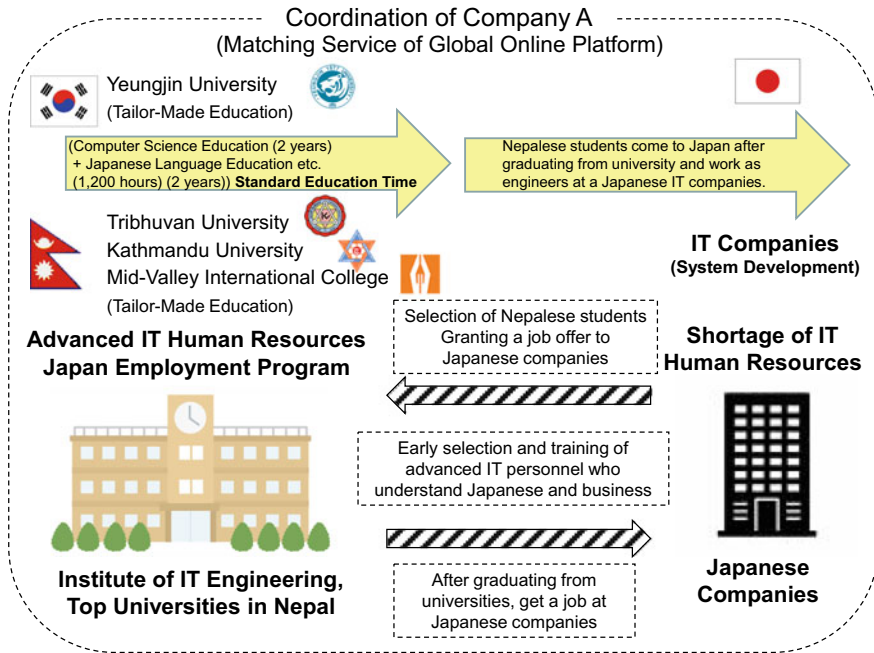 Coordination of Company A
(Matching Service of Global Online Platform)
Yeungjin University
(Tailor-Made Education)
(Computer Science Education (2 years)
+ Japanese Language Education etc.
(1,200 hours) (2 years)) Standard Education Time
Nepalese students come to Japan after
graduating from university and work as
engineers at a Japanese IT companies.
Tribhuvan University
Kathmandu University
Mid-Valley International College
(Tailor-Made Education)
IT Companies
(System Development)
Advanced IT Human Resources
Japan Employment Program
Selection of Nepalese students
Granting a job offer to
Japanese companies
Shortage of IT
Human Resources
Early selection and training of
advanced IT personnel who
understand Japanese and business
Institute of IT Engineering,
Top Universities in Nepal
After graduating from
universities, get a job at
Japanese companies
Japanese
Companies